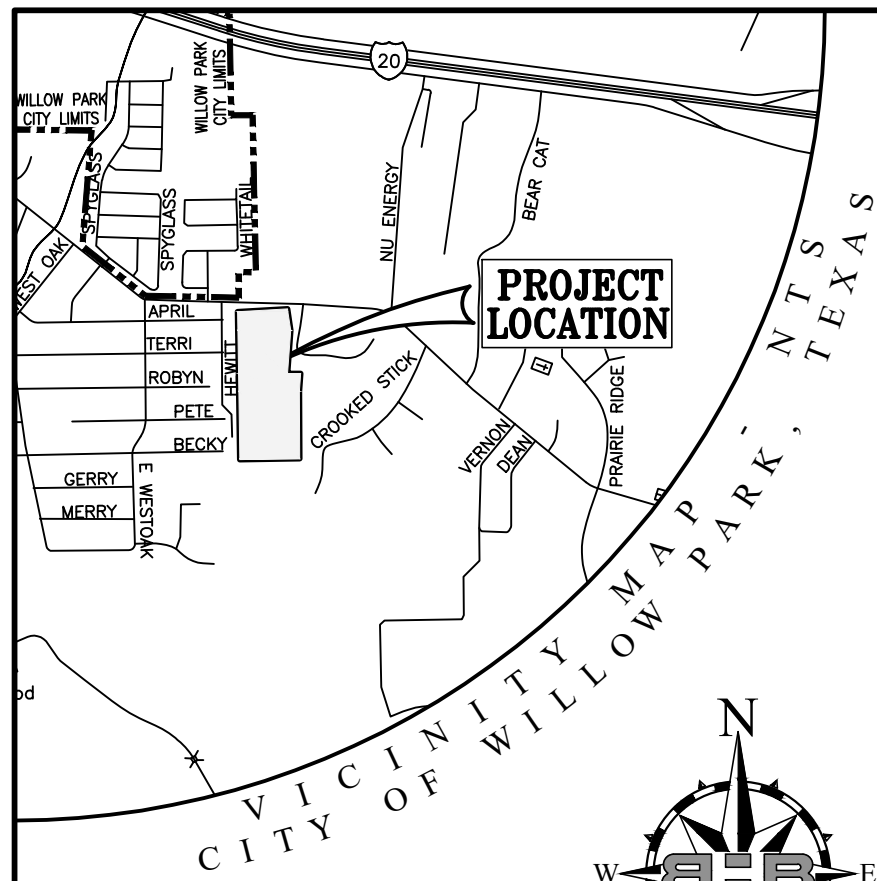 WILLOW PARK
CITY LIMITS
WILLOW PARK
CITY LIMITS
20
SPYGLASS
SPYGLASS
WHITETAIL
NU ENERGY
BEAR CAT
WEST OAK
PROJECT
LOCATION
APRIL
TERRI
ROBYN
HEWITT
PETE
BECKY
CROOKED STICK
VERNON
DEAN
PRAIRIE RIDGE
GERRY
MERRY
E WESTOAK
od
VICINITY MAP - NTS
CITY OF WILLOW PARK, TEXAS
N
W
E